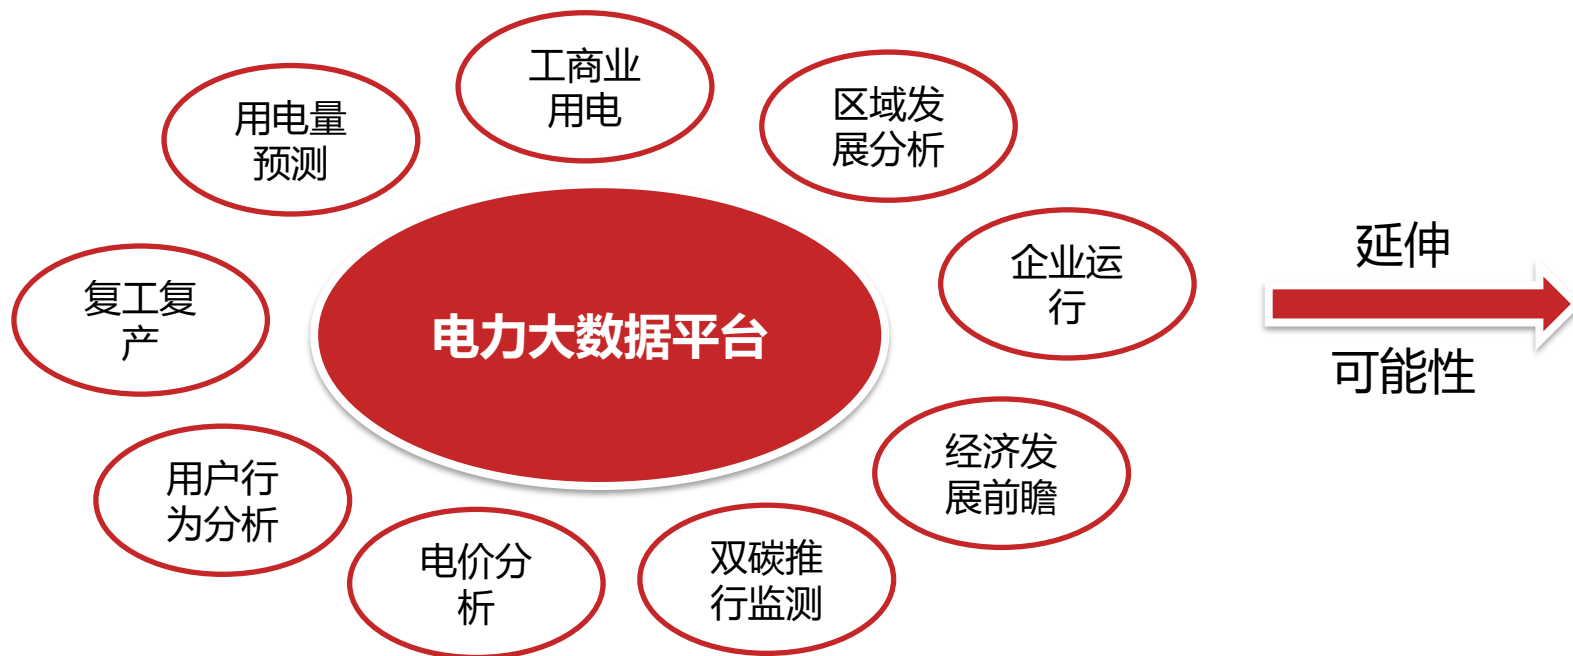 工商业
用电
用电量
预测
区域发
展分析
企业运
行
延伸
可能性
复工复
产
电力大数据平台
经济发
展前瞻
用户行
为分析
电价分
析
双碳推
行监测